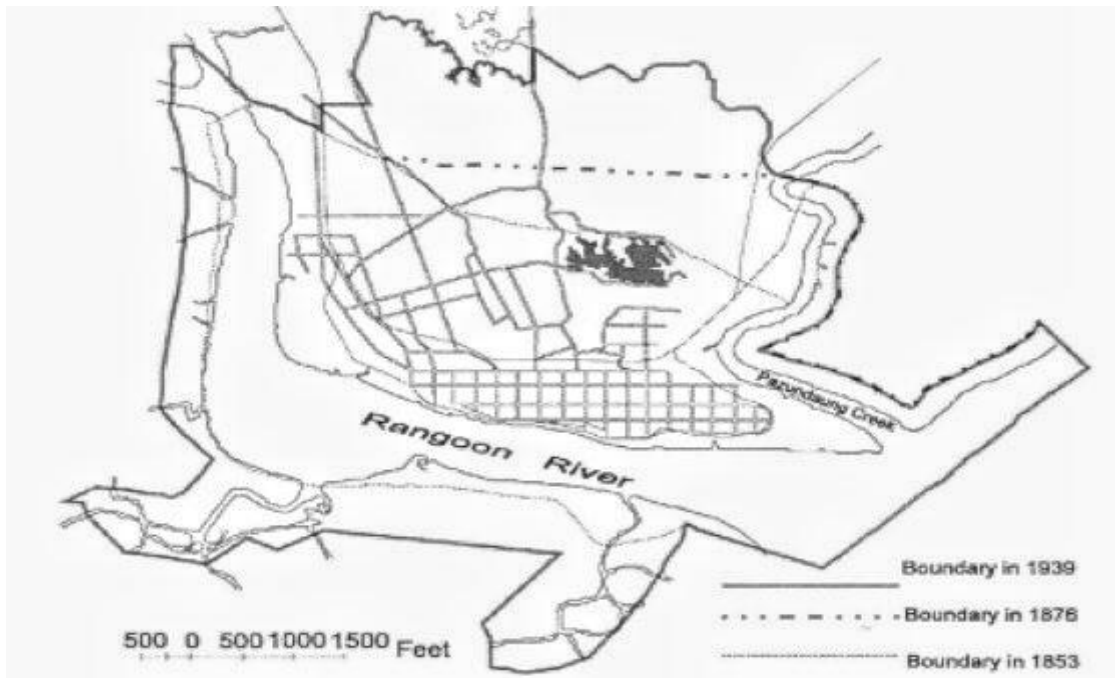 Pazundaung Creek
Rangoon River
Boundary in 1939
Boundary in 1876
Boundary in 1853
500 0 500 1000 1500 Feet